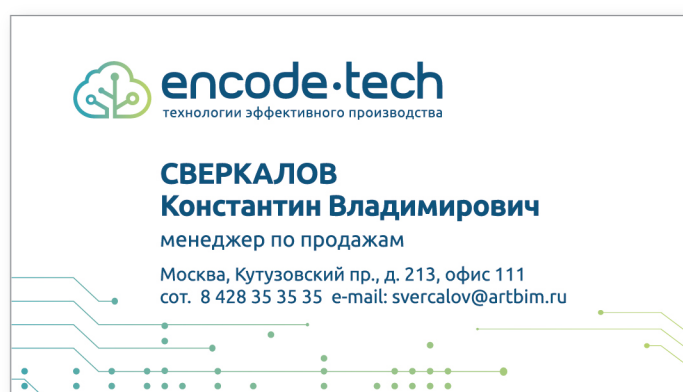 encode·tech
технологии эффективного производства
СВЕРКАЛОВ
Константин Владимирович
менеджер по продажам
Москва, Кутузовский пр., д. 213, офис 111
сот. 8 428 35 35 35 e-mail: svercalov@artbim.ru